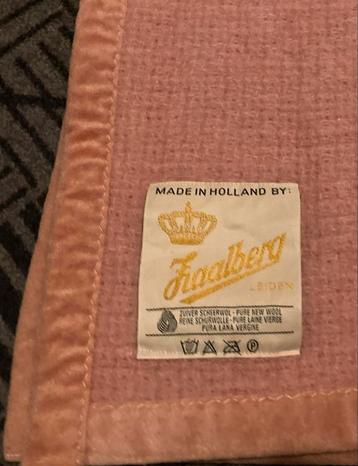 MADE IN HOLLAND BY:
Zaalberg
LEIDEN
ZUIVER SCHEERWOL - PURE NEW WOOL
REINE SCHURWOLLE - PURE LAINE VIERGE
PURA LANA VERGINE
P